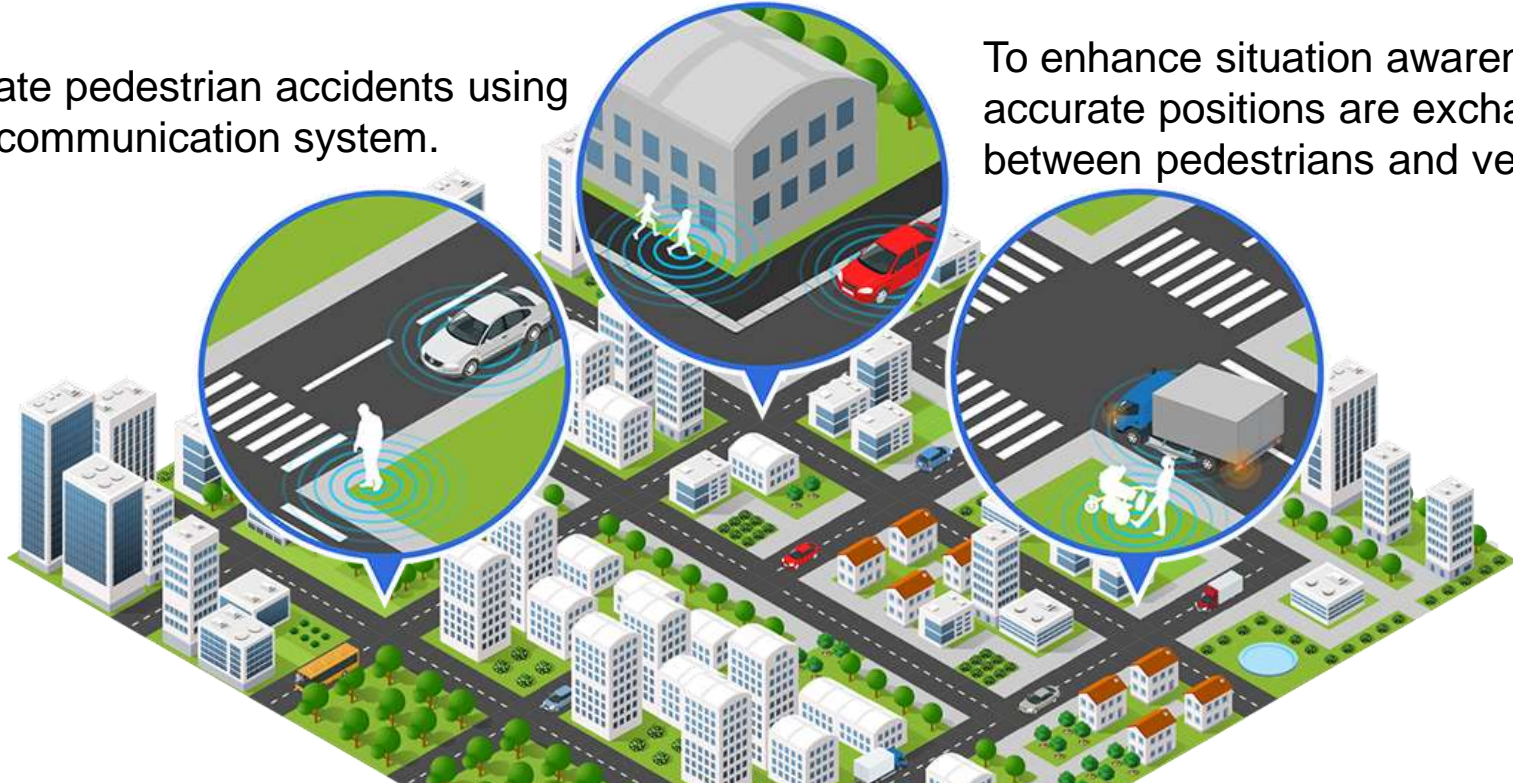 ate pedestrian accidents using
communication system.
To enhance situation awaren
accurate positions are excha
between pedestrians and ve